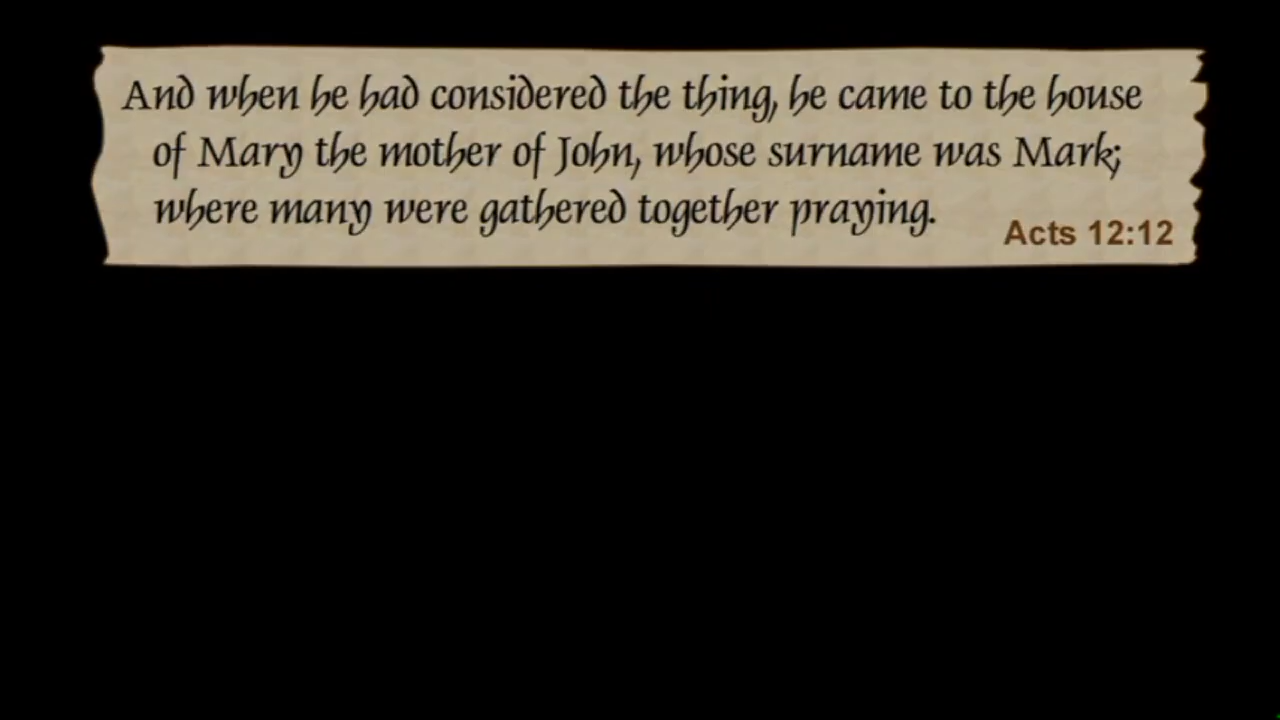 And when he had considered the thing, he came to the house
of Mary the mother of John, whose surname was Mark;
where many were gathered together praying.
Acts 12:12